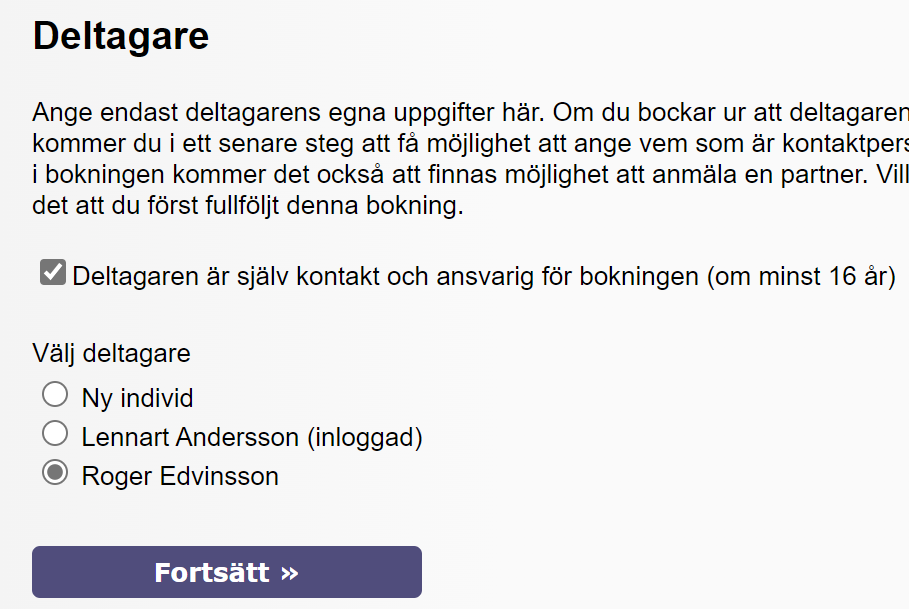 Deltagare
Ange endast deltagarens egna uppgifter här. Om du bockar ur att deltagaren
kommer du i ett senare steg att få möjlighet att ange vem som är kontaktpers
i bokningen kommer det också att finnas möjlighet att anmäla en partner. Vill
det att du först fullföljt denna bokning.
Deltagaren är själv kontakt och ansvarig för bokningen (om minst 16 år)
Välj deltagare
Ny individ
Lennart Andersson (inloggad)
Roger Edvinsson
Fortsätt »